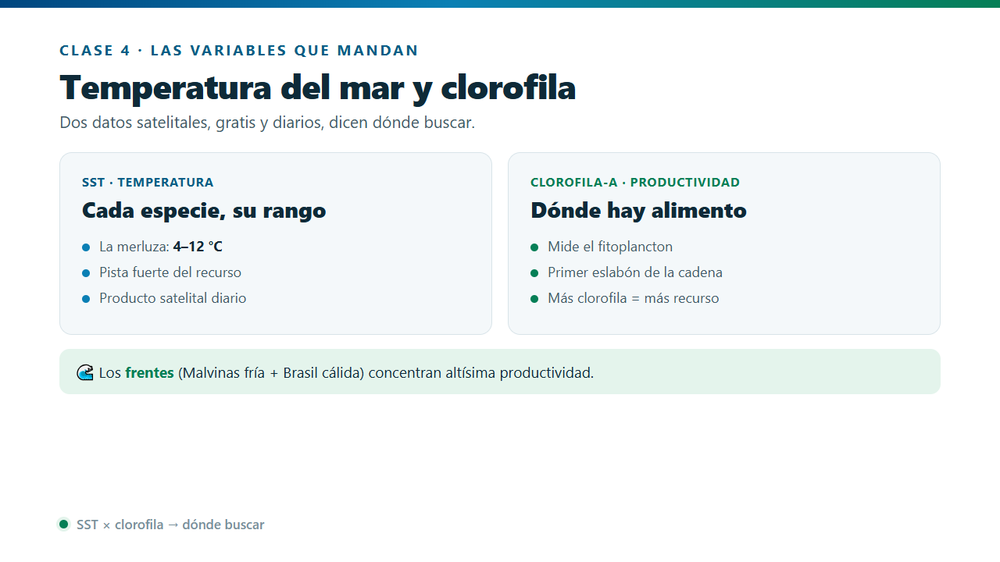 CLASE 4 · LAS VARIABLES QUE MANDAN
Temperatura del mar y clorofila
Dos datos satelitales, gratis y diarios, dicen dónde buscar.
SST · TEMPERATURA
Cada especie, su rango
La merluza: 4–12 °C
Pista fuerte del recurso
Producto satelital diario
CLOROFILA-A · PRODUCTIVIDAD
Dónde hay alimento
Mide el fitoplancton
Primer eslabón de la cadena
Más clorofila = más recurso
🌊 Los frentes (Malvinas fría + Brasil cálida) concentran altísima productividad.
SST × clorofila → dónde buscar